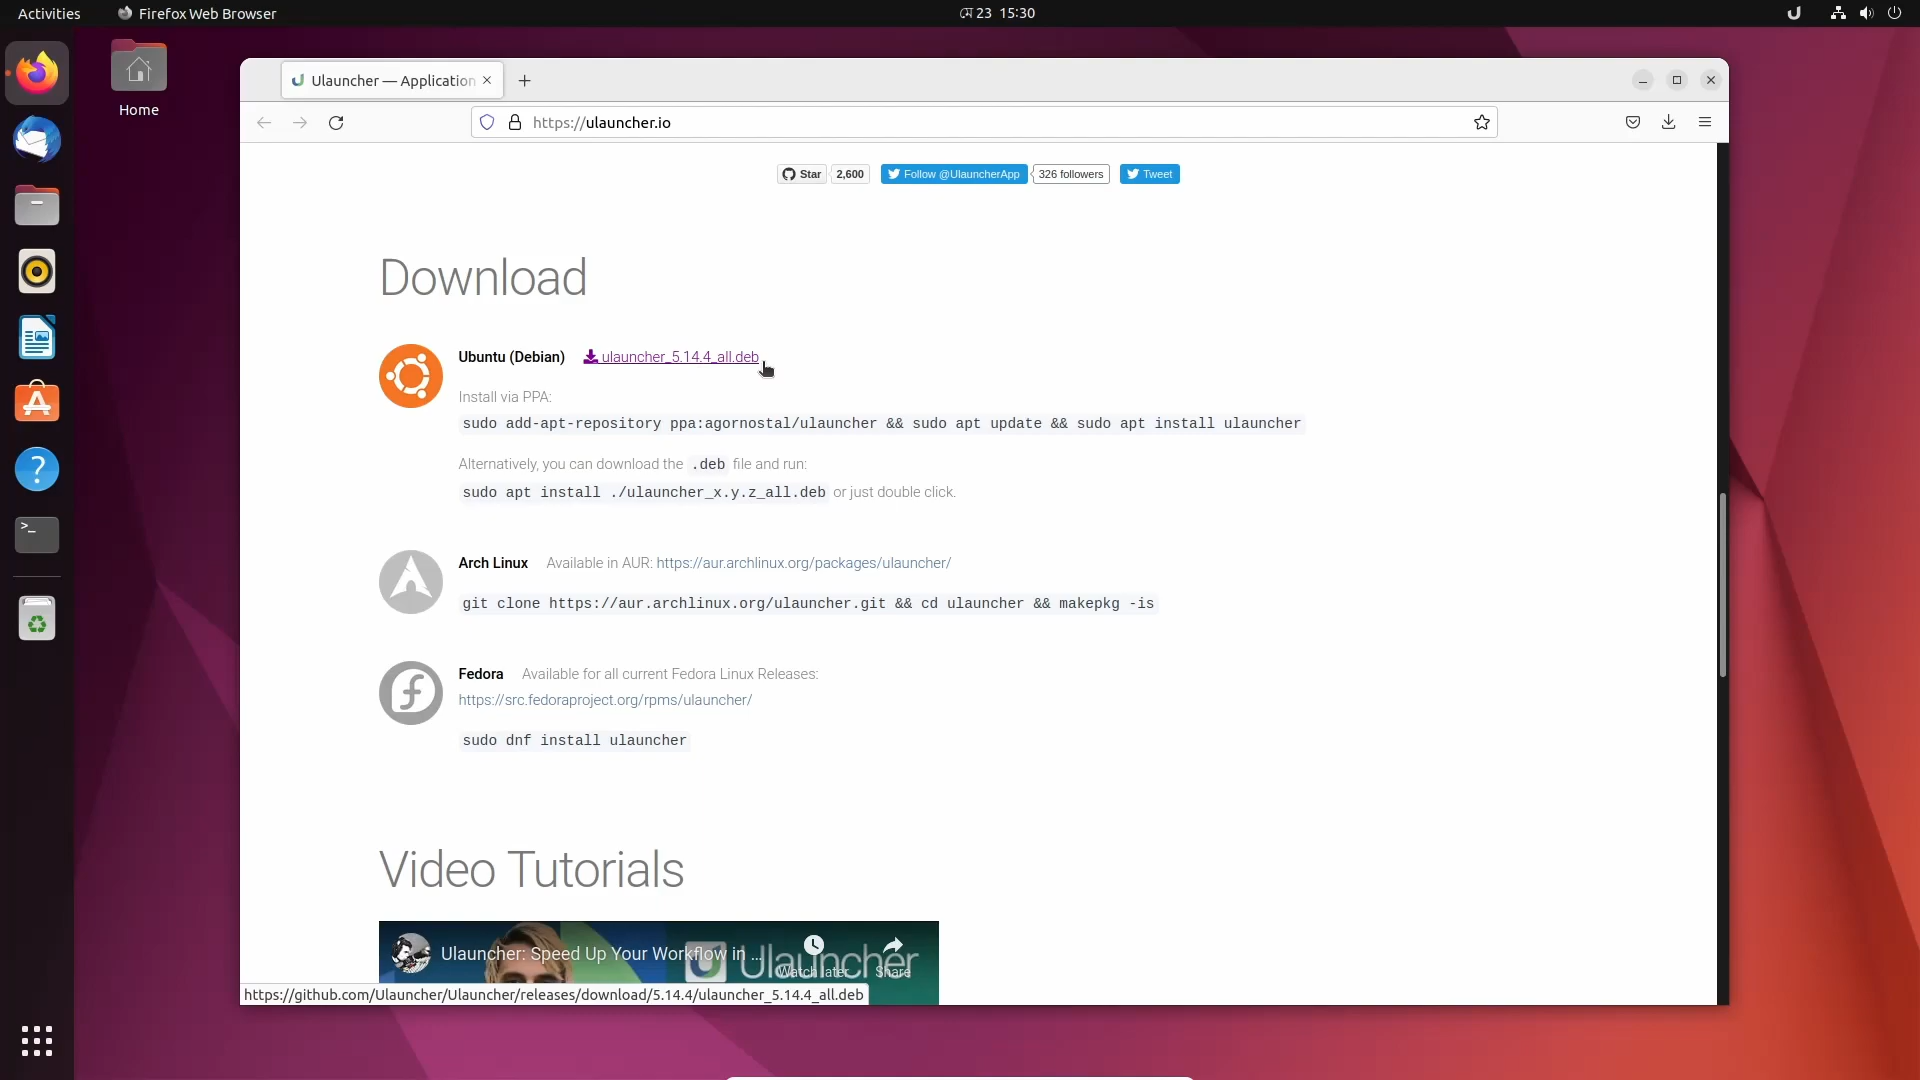 Activities
Firefox Web Browser
23 15:30
Home
Ulauncher — Application
https://ulauncher.io
Star 2,600
Follow @UlauncherApp
326 followers
Tweet
Download
Ubuntu (Debian) ulauncher_5.14.4_all.deb
Install via PPA:
sudo add-apt-repository ppa:agornostal/ulauncher && sudo apt update && sudo apt install ulauncher
Alternatively, you can download the .deb file and run:
sudo apt install ./ulauncher_x.y.z_all.deb or just double click.
Arch Linux Available in AUR: https://aur.archlinux.org/packages/ulauncher/
git clone https://aur.archlinux.org/ulauncher.git && cd ulauncher && makepkg -is
Fedora Available for all current Fedora Linux Releases:
https://src.fedoraproject.org/rpms/ulauncher/
sudo dnf install ulauncher
Video Tutorials
Ulauncher: Speed Up Your Workflow in ...
Ulauncher
Watch later
Share
https://github.com/Ulauncher/Ulauncher/releases/download/5.14.4/ulauncher_5.14.4_all.deb